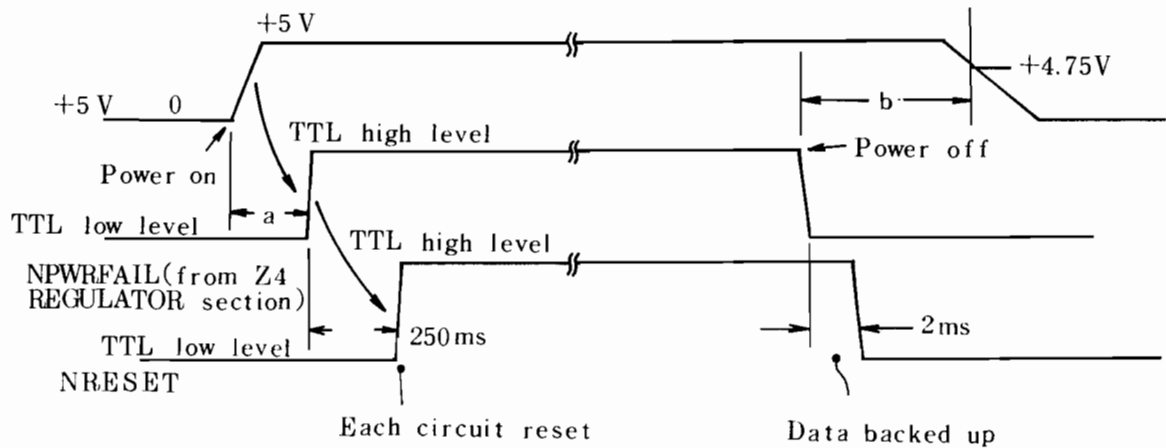 +5 V
+4.75V
+5 V 0
b
TTL high level
Power off
Power on
a
TTL low level
TTL high level
NPWRFAIL(from Z4
REGULATOR section)
250ms
2ms
TTL low level
NRESET
Each circuit reset
Data backed up